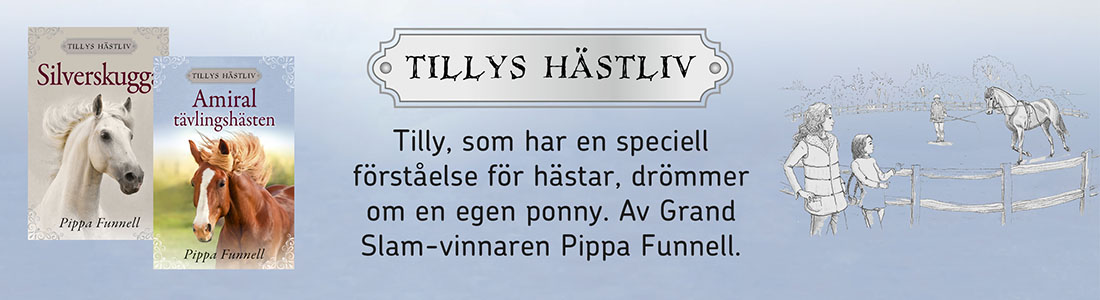 TILLYS HÄSTLIV
Silverskugga
Pippa Funnell
TILLYS HÄSTLIV
Amiral
tävlingshästen
Pippa Funnell
TILLYS HÄSTLIV
Tilly, som har en speciell
förståelse för hästar, drömmer
om en egen ponny. Av Grand
Slam-vinnaren Pippa Funnell.